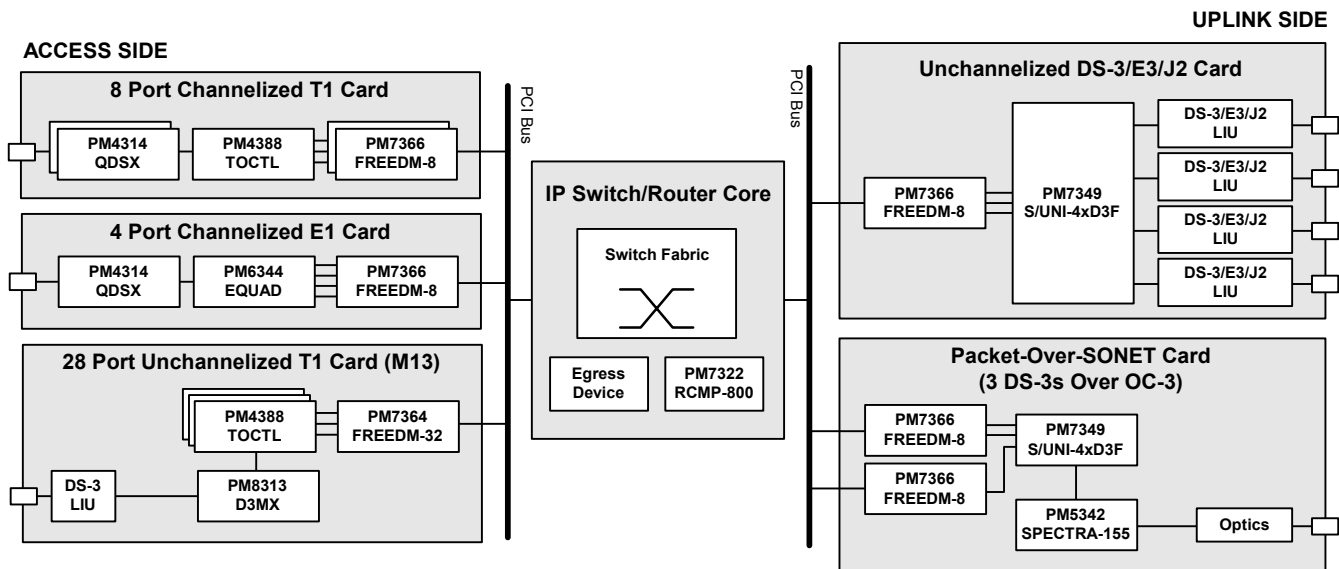 UPLINK SIDE
ACCESS SIDE
8 Port Channelized T1 Card
PM4314
QDSX
PM4388
TOCTL
PM7366
FREEDM-8
4 Port Channelized E1 Card
PM4314
QDSX
PM6344
EQUAD
PM7366
FREEDM-8
28 Port Unchannelized T1 Card (M13)
PM4388
TOCTL
PM7364
FREEDM-32
DS-3
LIU
PM8313
D3MX
PCI Bus
IP Switch/Router Core
Switch Fabric
Egress
Device
PM7322
RCMP-800
PCI Bus
Unchannelized DS-3/E3/J2 Card
PM7366
FREEDM-8
PM7349
S/UNI-4xD3F
DS-3/E3/J2
LIU
DS-3/E3/J2
LIU
DS-3/E3/J2
LIU
DS-3/E3/J2
LIU
Packet-Over-SONET Card
(3 DS-3s Over OC-3)
PM7366
FREEDM-8
PM7366
FREEDM-8
PM7349
S/UNI-4xD3F
PM5342
SPECTRA-155
Optics